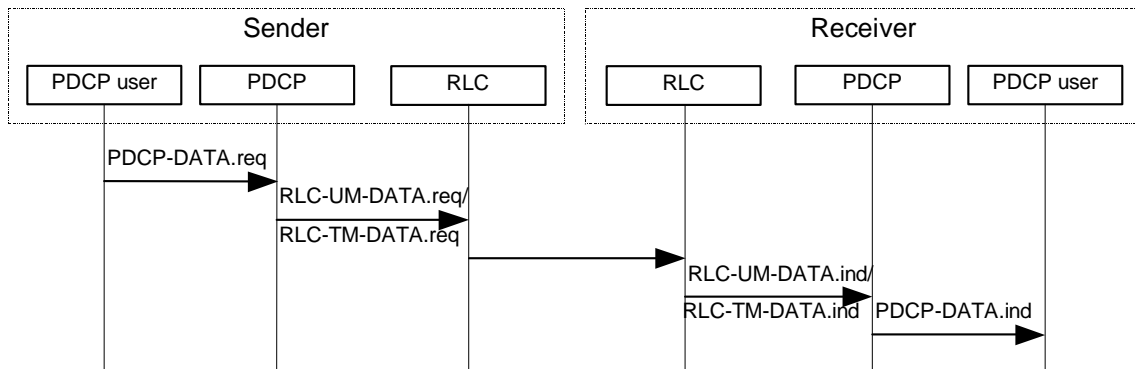 Sender
Receiver
PDCP user
PDCP
RLC
RLC
PDCP
PDCP user
PDCP-DATA.req
RLC-UM-DATA.req/
RLC-TM-DATA.req
RLC-UM-DATA.ind/
RLC-TM-DATA.ind
PDCP-DATA.ind